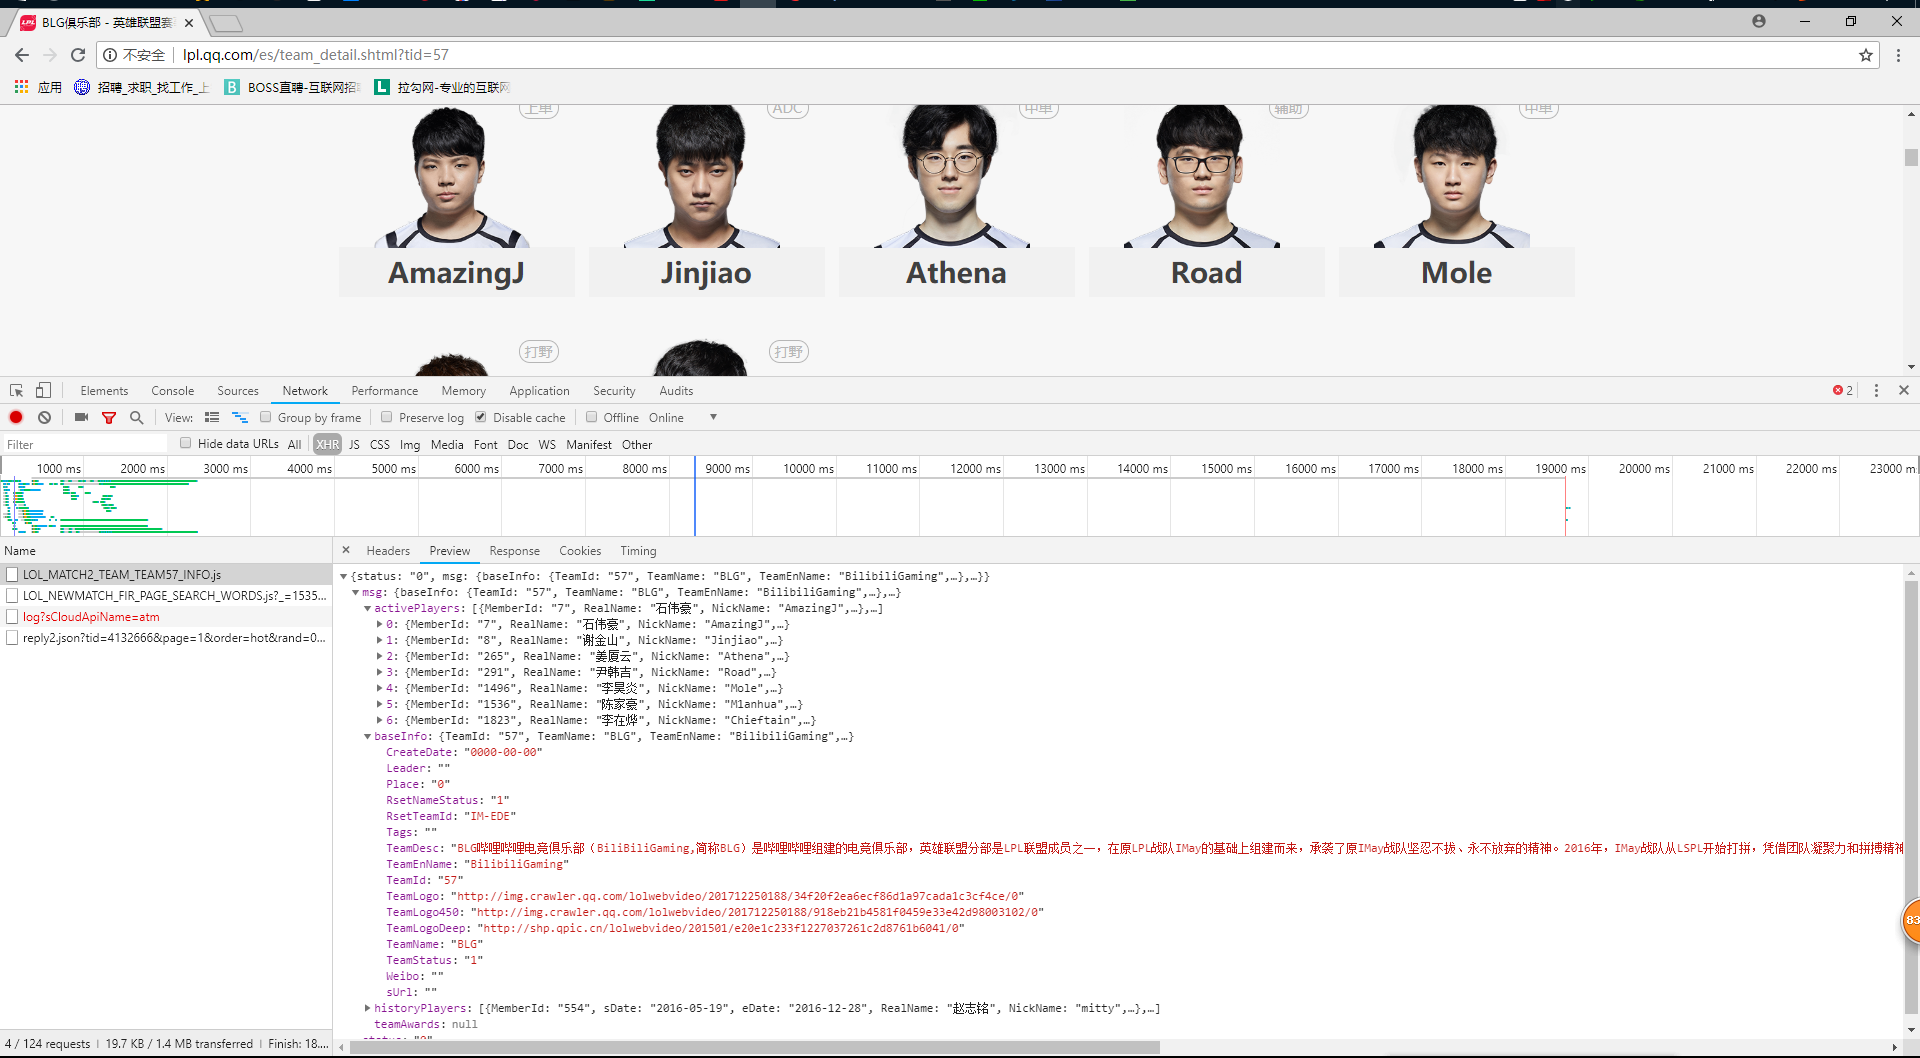 BLG俱乐部 - 英雄联盟赛
不安全 lpl.qq.com/es/team_detail.shtml?tid=57
应用 招聘_求职_找工作_上 BOSS直聘-互联网招 拉勾网-专业的互联网
上单 ADC 中单 辅助 中单
AmazingJ Jinjiao Athena Road Mole
打野 打野
Elements Console Sources Network Performance Memory Application Security Audits 2
View: Group by frame Preserve log Disable cache Offline Online
Filter Hide data URLs All XHR JS CSS Img Media Font Doc WS Manifest Other
1000 ms 2000 ms 3000 ms 4000 ms 5000 ms 6000 ms 7000 ms 8000 ms 9000 ms 10000 ms 11000 ms 12000 ms 13000 ms 14000 ms 15000 ms 16000 ms 17000 ms 18000 ms 19000 ms 20000 ms 21000 ms 22000 ms 23000 ms
Name
LOL_MATCH2_TEAM_TEAM57_INFO.js
LOL_NEWMATCH_FIR_PAGE_SEARCH_WORDS.js?_=1535...
log?sCloudApiName=atm
reply2.json?tid=4132666&page=1&order=hot&rand=0...
4 / 124 requests | 19.7 KB / 1.4 MB transferred | Finish: 18....
Headers Preview Response Cookies Timing
{status: "0", msg: {baseInfo: {TeamId: "57", TeamName: "BLG", TeamEnName: "BilibiliGaming",…},…}}
msg: {baseInfo: {TeamId: "57", TeamName: "BLG", TeamEnName: "BilibiliGaming",…},…}
activePlayers: [{MemberId: "7", RealName: "石伟豪", NickName: "AmazingJ",…},…]
0: {MemberId: "7", RealName: "石伟豪", NickName: "AmazingJ",…}
1: {MemberId: "8", RealName: "谢金山", NickName: "Jinjiao",…}
2: {MemberId: "265", RealName: "姜厦云", NickName: "Athena",…}
3: {MemberId: "291", RealName: "尹韩吉", NickName: "Road",…}
4: {MemberId: "1496", RealName: "李昊炎", NickName: "Mole",…}
5: {MemberId: "1536", RealName: "陈家豪", NickName: "M1anhua",…}
6: {MemberId: "1823", RealName: "李在烨", NickName: "Chieftain",…}
baseInfo: {TeamId: "57", TeamName: "BLG", TeamEnName: "BilibiliGaming",…}
CreateDate: "0000-00-00"
Leader: ""
Place: "0"
RsetNameStatus: "1"
RsetTeamId: "IM-EDE"
Tags: ""
TeamDesc: "BLG哔哩哔哩电竞俱乐部（BiliBiliGaming,简称BLG）是哔哩哔哩组建的电竞俱乐部，英雄联盟分部是LPL联盟成员之一，在原LPL战队IMay的基础上组建而来，承袭了原IMay战队坚忍不拔、永不放弃的精神。2016年，IMay战队从LSPL开始打拼，凭借团队凝聚力和拼搏精神
TeamEnName: "BilibiliGaming"
TeamId: "57"
TeamLogo: "http://img.crawler.qq.com/lolwebvideo/201712250188/34f20f2ea6ecf86d1a97cada1c3cf4ce/0"
TeamLogo450: "http://img.crawler.qq.com/lolwebvideo/201712250188/918eb21b4581f0459e33e42d98003102/0"
TeamLogoDeep: "http://shp.qpic.cn/lolwebvideo/201501/e20e1c233f1227037261c2d8761b6041/0"
TeamName: "BLG"
TeamStatus: "1"
Weibo: ""
sUrl: ""
historyPlayers: [{MemberId: "554", sDate: "2016-05-19", eDate: "2016-12-28", RealName: "赵志铭", NickName: "mitty",…},…]
teamAwards: null
83